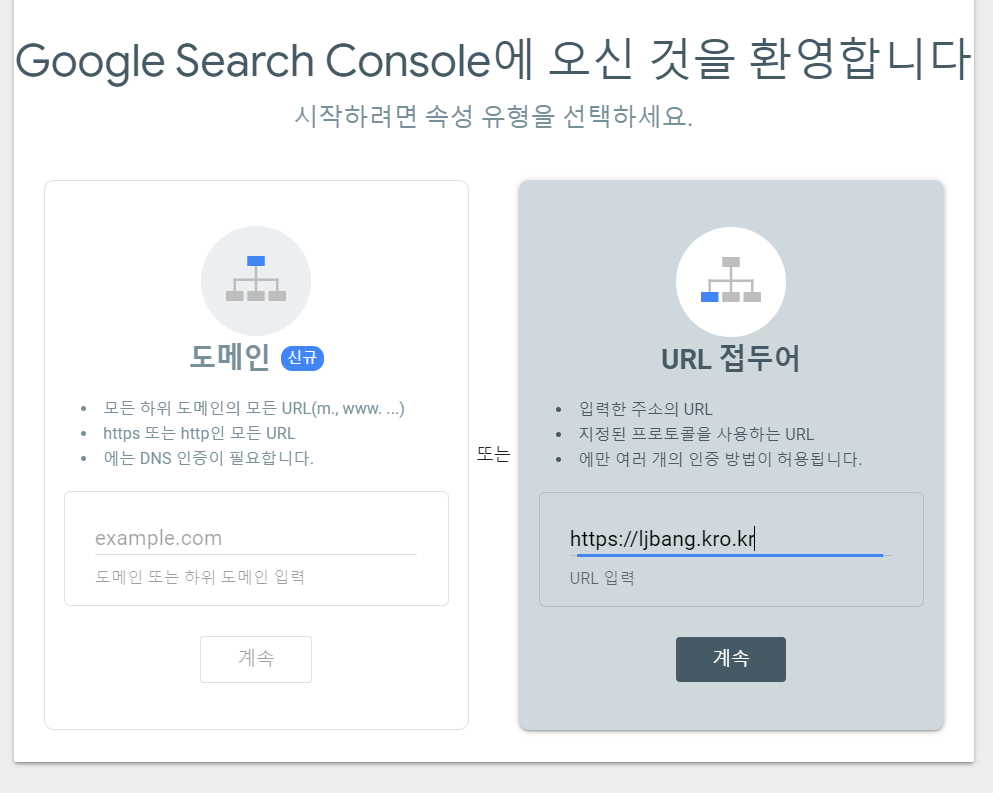 Google Search Console에 오신 것을 환영합니다
시작하려면 속성 유형을 선택하세요.
도메인 신규
• 모든 하위 도메인의 모든 URL(m., www. ...)
• https 또는 http인 모든 URL
• 에는 DNS 인증이 필요합니다.
example.com
도메인 또는 하위 도메인 입력
계속
또는
URL 접두어
• 입력한 주소의 URL
• 지정된 프로토콜을 사용하는 URL
• 에만 여러 개의 인증 방법이 허용됩니다.
https://ljbang.kro.kr
URL 입력
계속